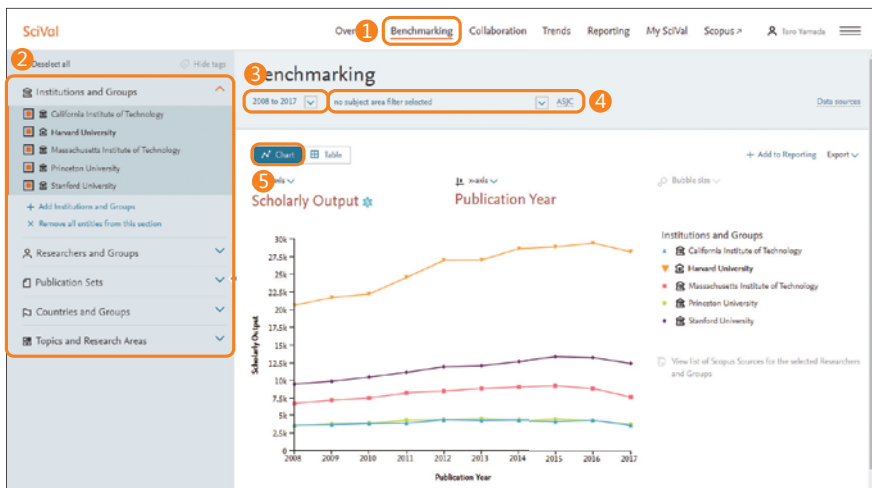 SciVal
Over
1
Benchmarking
Collaboration
Trends
Reporting
My SciVal
Scopus
Taro Yamada
2
Deselect all
Hide tags
Institutions and Groups
California Institute of Technology
Harvard University
Massachusetts Institute of Technology
Princeton University
Stanford University
+ Add Institutions and Groups
× Remove all entities from this section
Researchers and Groups
Publication Sets
Countries and Groups
Topics and Research Areas
3
enchmarking
2008 to 2017
no subject area filter selected
ASJC
4
Data sources
Chart
Table
+ Add to Reporting
Export
5
axis
x-axis
Bubble size
Scholarly Output
Publication Year
30k
27.5k
25k
22.5k
20k
17.5k
15k
12.5k
10k
7.5k
5k
2.5k
Scholarly Output
2008 2009 2010 2011 2012 2013 2014 2015 2016 2017
Publication Year
Institutions and Groups
California Institute of Technology
Harvard University
Massachusetts Institute of Technology
Princeton University
Stanford University
View list of Scopus Sources for the selected Researchers
and Groups